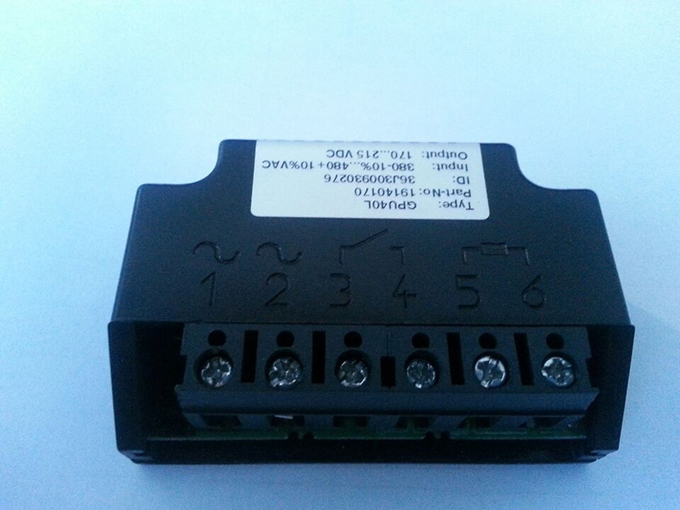 Type: GPU40L
Part-No: 19140170
ID: 36J300930276
Input: 380-10%...480+10%VAC
Output: 170...215 VDC
1 2 3 4 5 6